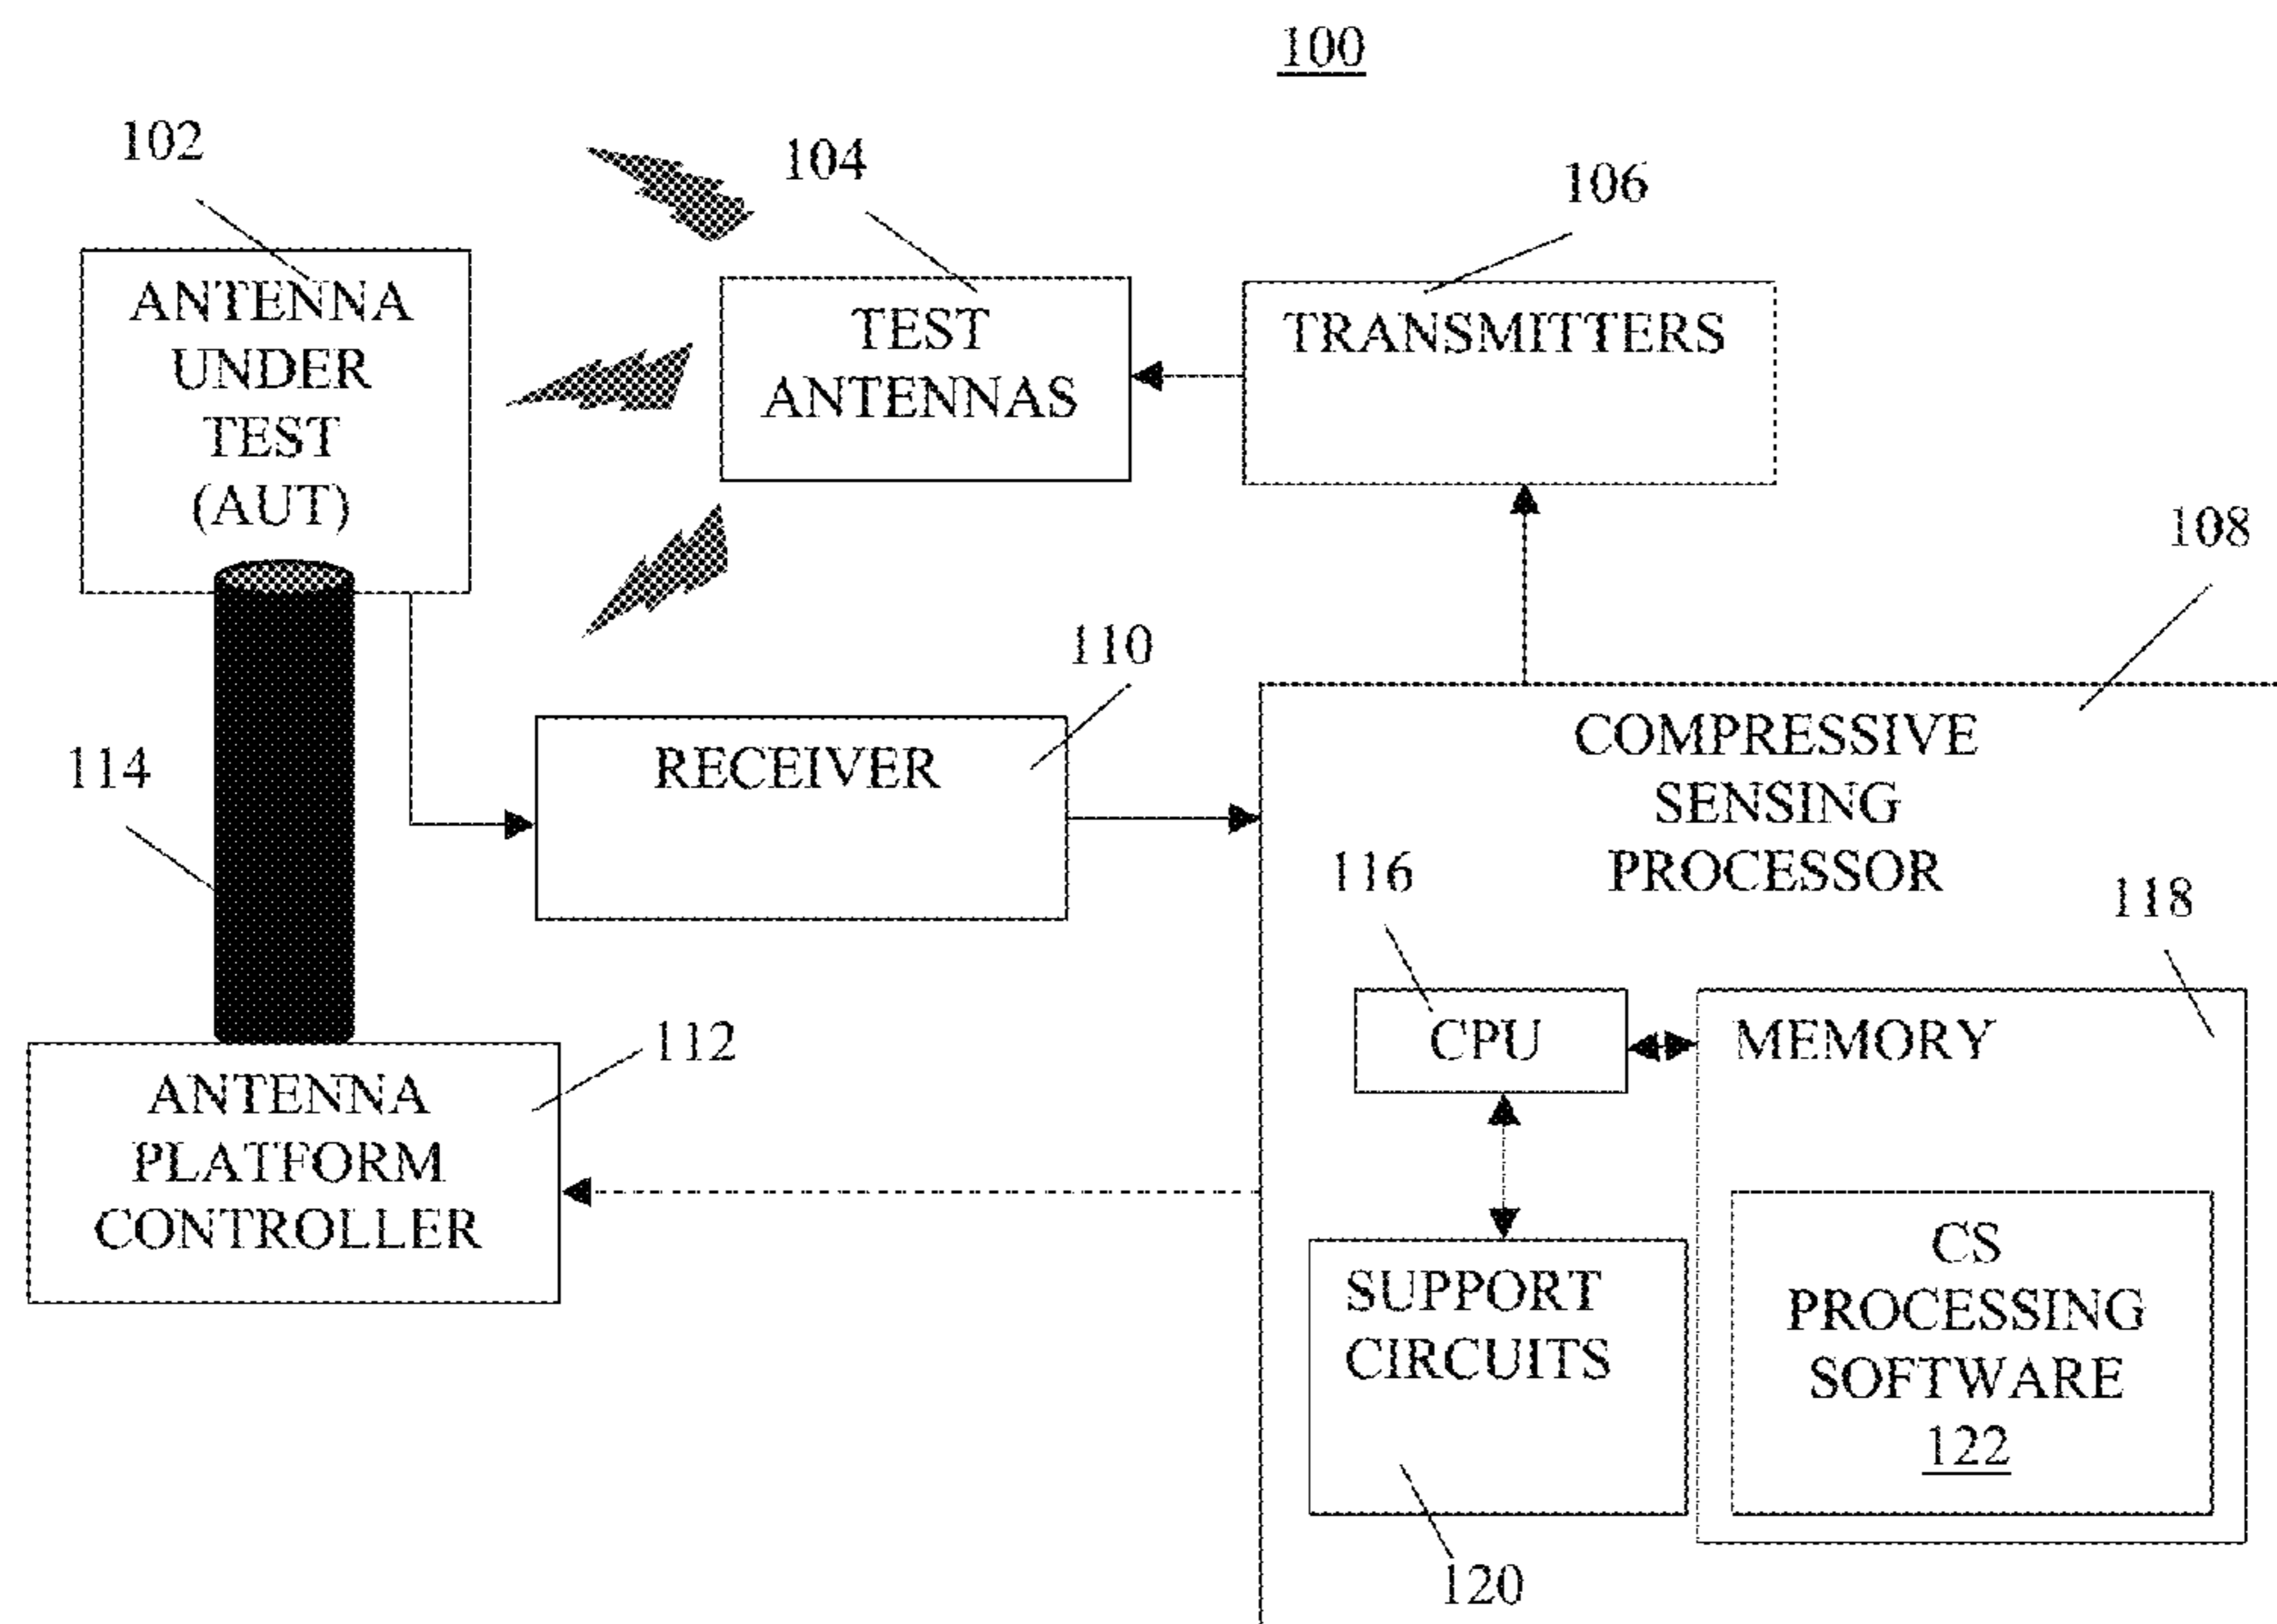 100
102
104
106
ANTENNA
UNDER
TEST
(AUT)
TEST
ANTENNAS
TRANSMITTERS
108
110
114
RECEIVER
COMPRESSIVE
SENSING
PROCESSOR
116
118
112
CPU
MEMORY
ANTENNA
PLATFORM
CONTROLLER
SUPPORT
CIRCUITS
CS
PROCESSING
SOFTWARE
122
120